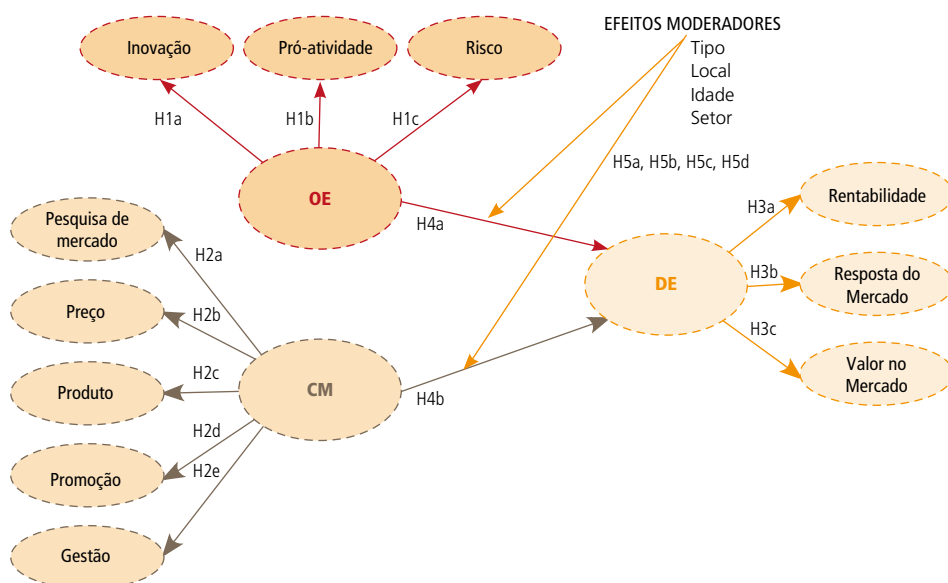 EFEITOS MODERADORES
Tipo
Local
Idade
Setor
Inovação
Pró-atividade
Risco
H1a
H1b
H1c
H5a, H5b, H5c, H5d
OE
H4a
Pesquisa de
mercado
H2a
Preço
H2b
Produto
H2c
CM
H4b
Promoção
H2d
H2e
Gestão
DE
H3a
Rentabilidade
H3b
Resposta do
Mercado
H3c
Valor no
Mercado